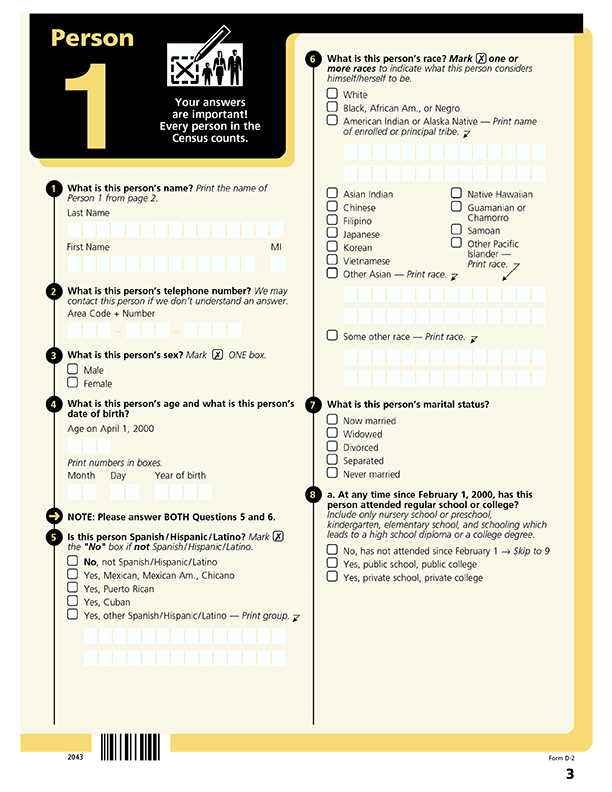 Person
1
Your answers
are important!
Every person in the
Census counts.
1 What is this person's name? Print the name of
Person 1 from page 2.
Last Name
First Name MI
2 What is this person's telephone number? We may
contact this person if we don't understand an answer.
Area Code + Number
3 What is this person's sex? Mark X ONE box.
Male
Female
4 What is this person's age and what is this person's
date of birth?
Age on April 1, 2000
Print numbers in boxes.
Month Day Year of birth
→ NOTE: Please answer BOTH Questions 5 and 6.
5 Is this person Spanish/Hispanic/Latino? Mark X
the "No" box if not Spanish/Hispanic/Latino.
No, not Spanish/Hispanic/Latino
Yes, Mexican, Mexican Am., Chicano
Yes, Puerto Rican
Yes, Cuban
Yes, other Spanish/Hispanic/Latino — Print group.
6 What is this person's race? Mark X one or
more races to indicate what this person considers
himself/herself to be.
White
Black, African Am., or Negro
American Indian or Alaska Native — Print name
of enrolled or principal tribe.
Asian Indian
Chinese
Filipino
Japanese
Korean
Vietnamese
Other Asian — Print race.
Native Hawaiian
Guamanian or
Chamorro
Samoan
Other Pacific
Islander —
Print race.
Some other race — Print race.
7 What is this person's marital status?
Now married
Widowed
Divorced
Separated
Never married
8 a. At any time since February 1, 2000, has this
person attended regular school or college?
Include only nursery school or preschool,
kindergarten, elementary school, and schooling which
leads to a high school diploma or a college degree.
No, has not attended since February 1 → Skip to 9
Yes, public school, public college
Yes, private school, private college
2043
Form D-2
3